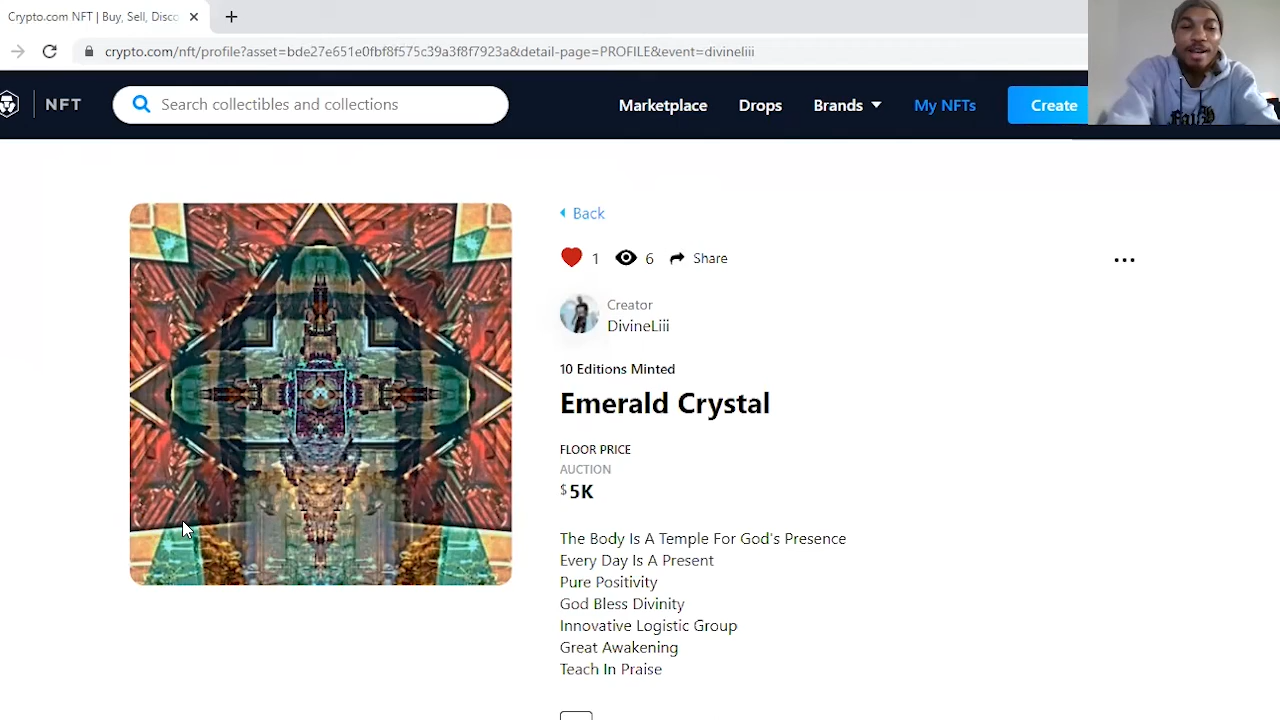 Crypto.com NFT | Buy, Sell, Disco
crypto.com/nft/profile?asset=bde27e651e0fbf8f575c39a3f8f7923a&detail-page=PROFILE&event=divineliii
NFT
Search collectibles and collections
Marketplace
Drops
Brands
My NFTs
Create
Back
1
6
Share
Creator
DivineLiii
10 Editions Minted
Emerald Crystal
FLOOR PRICE
AUCTION
$5K
The Body Is A Temple For God's Presence
Every Day Is A Present
Pure Positivity
God Bless Divinity
Innovative Logistic Group
Great Awakening
Teach In Praise